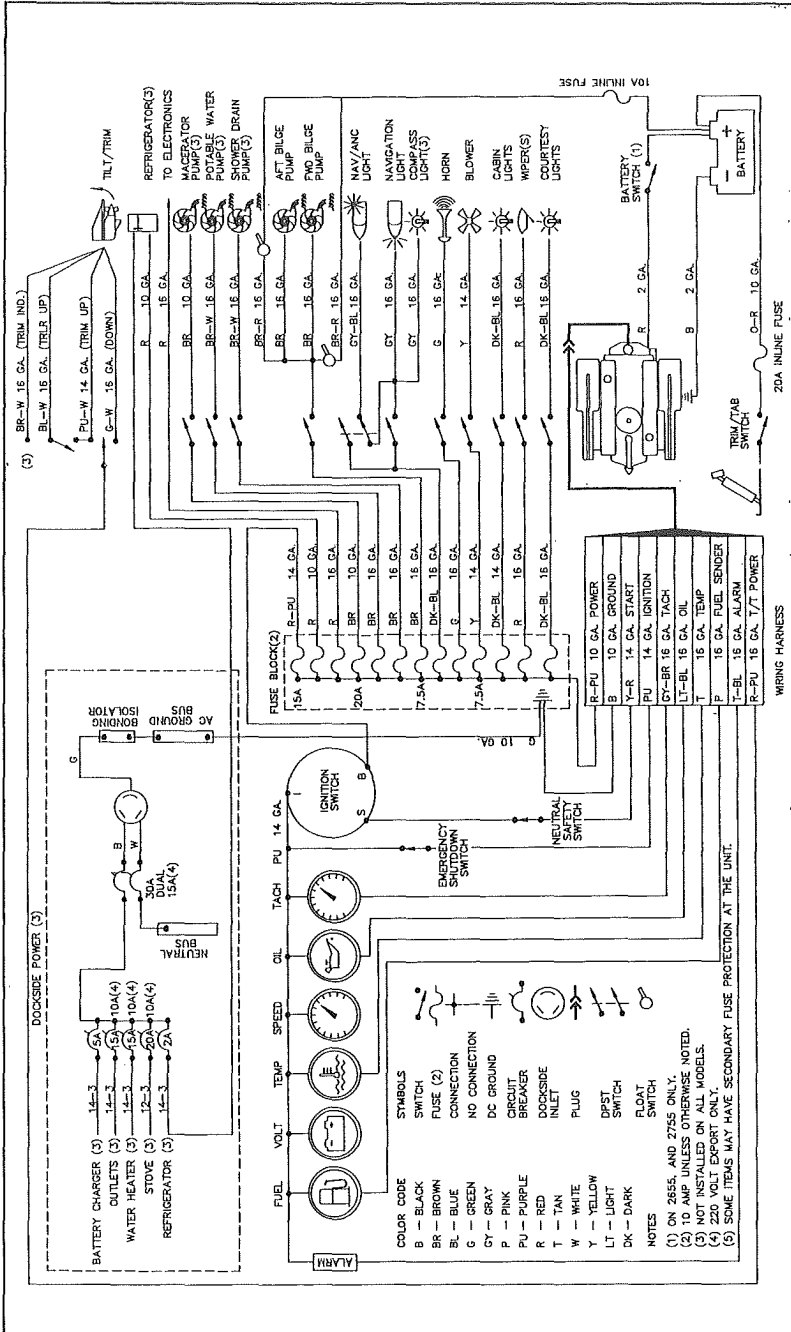 DOCKSIDE POWER (3)
BATTERY CHARGER (3)
OUTLETS (3)
WATER HEATER (3)
STOVE (3)
REFRIGERATOR (3)
14-3
14-3
14-3
12-3
14-3
5A
15A
10A(4)
15A
10A(4)
20A
10A(4)
2A
NEUTRAL
BUS
30A
DUAL
15A(4)
B
W
G
BONDING
ISOLATOR
AC GROUND
BUS
G 10 GA.
(3)
BR-W 16 GA. (TRIM IND.)
BL-W 16 GA. (TRLR UP)
PU-W 14 GA. (TRIM UP)
G-W 16 GA. (DOWN)
TILT/TRIM
R 10 GA.
REFRIGERATOR(3)
R 16 GA.
TO ELECTRONICS
BR 10 GA.
MACERATOR
PUMP(3)
BR-W 16 GA.
POTABLE WATER
PUMP(3)
BR-W 16 GA.
SHOWER DRAIN
PUMP(3)
BR-R 16 GA.
BR 16 GA.
AFT BILGE
PUMP
BR 16 GA.
FWD BILGE
PUMP
BR-R 16 GA.
GY-BL 16 GA.
NAV/ANC
LIGHT
GY 16 GA.
NAVIGATION
LIGHT
GY 16 GA.
COMPASS
LIGHT(3)
G 16 GA.
HORN
Y 14 GA.
BLOWER
DK-BL 16 GA.
CABIN
LIGHTS
R 16 GA.
WIPER(S)
DK-BL 16 GA.
COURTESY
LIGHTS
10A INLINE FUSE
FUSE BLOCK(2)
15A
20A
7.5A
7.5A
R-PU 14 GA.
R 10 GA.
R 16 GA.
BR 10 GA.
BR 16 GA.
BR 16 GA.
BR 16 GA.
DK-BL 16 GA.
G 16 GA.
Y 14 GA.
DK-BL 14 GA.
R 16 GA.
DK-BL 16 GA.
FUEL
VOLT
TEMP
SPEED
OIL
TACH
PU 14 GA.
I
IGNITION
SWITCH
S
B
ALARM
EMERGENCY
SHUTDOWN
SWITCH
NEUTRAL
SAFETY
SWITCH
R-PU 10 GA. POWER
B 10 GA. GROUND
Y-R 14 GA. START
PU 14 GA. IGNITION
GY-BR 16 GA. TACH
LT-BL 16 GA. OIL
T 16 GA. TEMP
P 16 GA. FUEL SENDER
T-BL 16 GA. ALARM
R-PU 16 GA. T/T POWER
WIRING HARNESS
BATTERY
SWITCH (1)
R 2 GA.
B 2 GA.
- +
BATTERY
TRIM/TAB
SWITCH
O-R 10 GA.
20A INLINE FUSE
COLOR CODE
B -- BLACK
BR -- BROWN
BL -- BLUE
G -- GREEN
GY -- GRAY
P -- PINK
PU -- PURPLE
R -- RED
T -- TAN
W -- WHITE
Y -- YELLOW
LT -- LIGHT
DK -- DARK
SYMBOLS
SWITCH
FUSE (2)
CONNECTION
NO CONNECTION
DC GROUND
CIRCUIT
BREAKER
DOCKSIDE
INLET
PLUG
DPST
SWITCH
FLOAT
SWITCH
NOTES
(1) ON 2655, AND 2755 ONLY.
(2) 10 AMP UNLESS OTHERWISE NOTED.
(3) NOT INSTALLED ON ALL MODELS.
(4) 220 VOLT EXPORT ONLY.
(5) SOME ITEMS MAY HAVE SECONDARY FUSE PROTECTION AT THE UNIT.